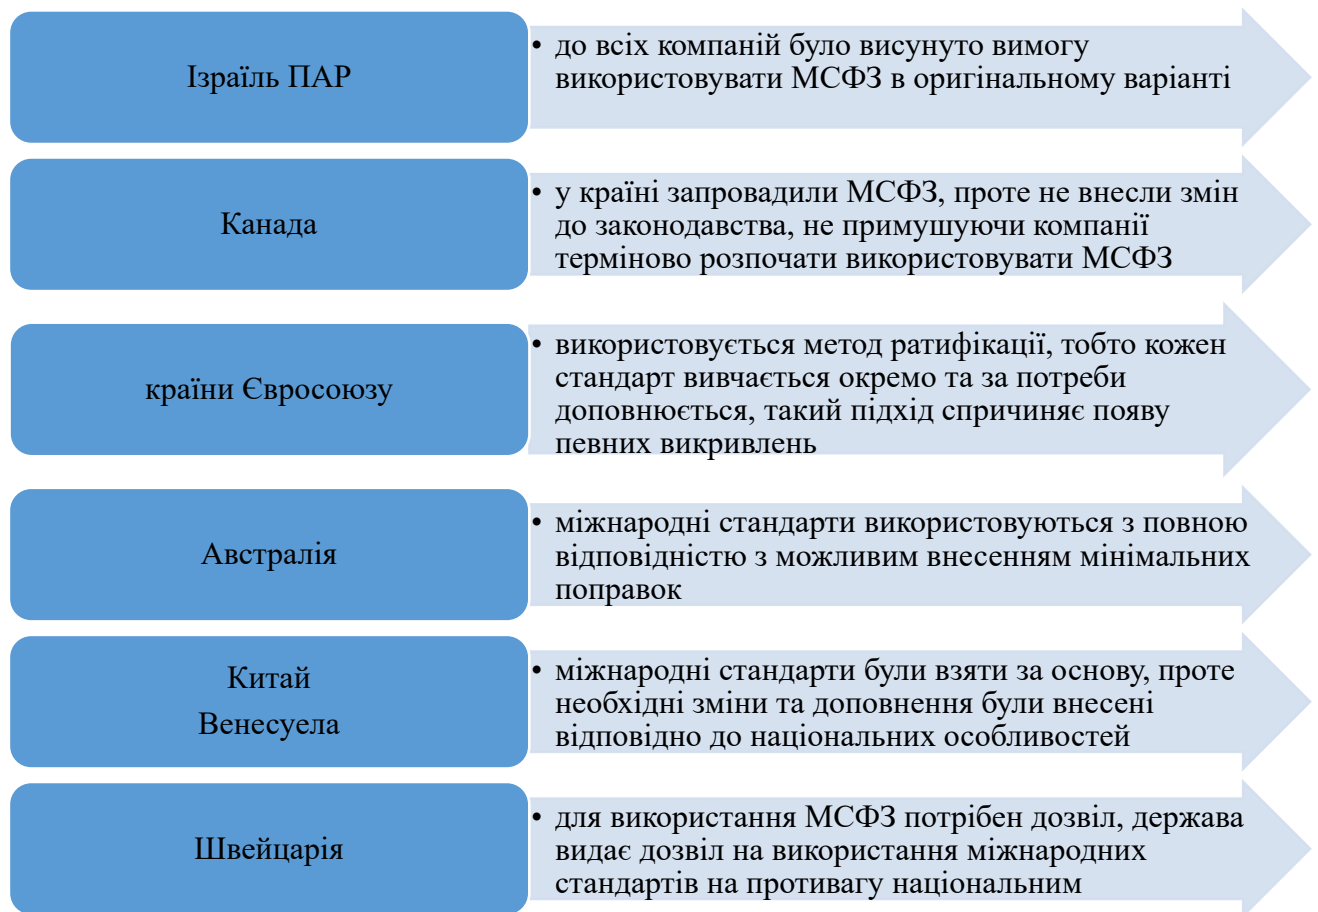 Ізраїль ПАР
• до всіх компаній було висунуто вимогу
використовувати МСФЗ в оригінальному варіанті
Канада
• у країні запровадили МСФЗ, проте не внесли змін
до законодавства, не примушуючи компанії
терміново розпочати використовувати МСФЗ
країни Євросоюзу
• використовується метод ратифікації, тобто кожен
стандарт вивчається окремо та за потреби
доповнюється, такий підхід спричиняє появу
певних викривлень
Австралія
• міжнародні стандарти використовуються з повною
відповідністю з можливим внесенням мінімальних
поправок
Китай
Венесуела
• міжнародні стандарти були взяти за основу, проте
необхідні зміни та доповнення були внесені
відповідно до національних особливостей
Швейцарія
• для використання МСФЗ потрібен дозвіл, держава
видає дозвіл на використання міжнародних
стандартів на противагу національним